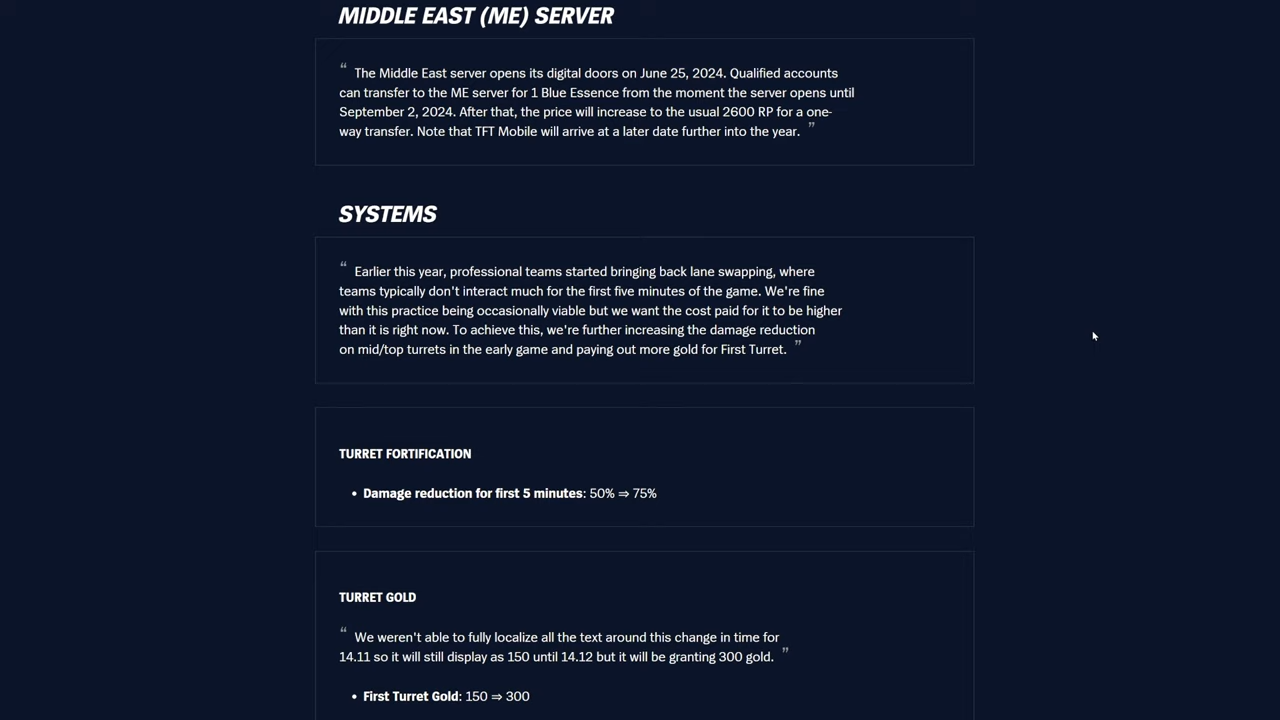 MIDDLE EAST (ME) SERVER
“ The Middle East server opens its digital doors on June 25, 2024. Qualified accounts
can transfer to the ME server for 1 Blue Essence from the moment the server opens until
September 2, 2024. After that, the price will increase to the usual 2600 RP for a one-
way transfer. Note that TFT Mobile will arrive at a later date further into the year. ”
SYSTEMS
“ Earlier this year, professional teams started bringing back lane swapping, where
teams typically don't interact much for the first five minutes of the game. We're fine
with this practice being occasionally viable but we want the cost paid for it to be higher
than it is right now. To achieve this, we're further increasing the damage reduction
on mid/top turrets in the early game and paying out more gold for First Turret. ”
TURRET FORTIFICATION
• Damage reduction for first 5 minutes: 50% ⇒ 75%
TURRET GOLD
“ We weren't able to fully localize all the text around this change in time for
14.11 so it will still display as 150 until 14.12 but it will be granting 300 gold. ”
• First Turret Gold: 150 ⇒ 300